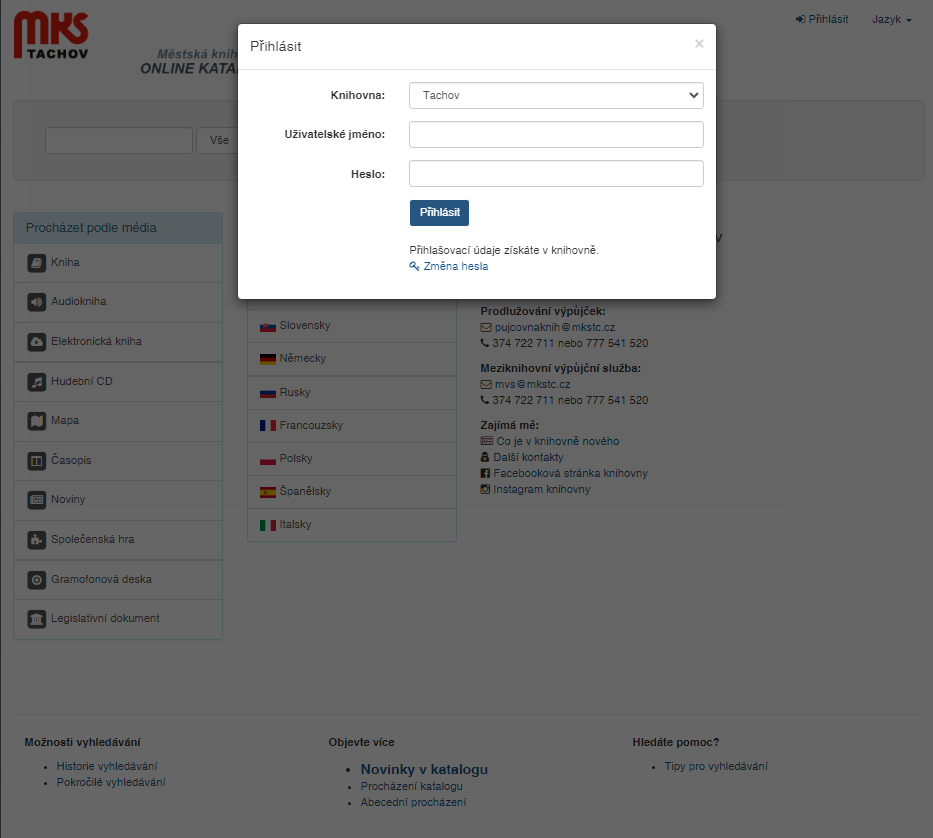 MKS
TACHOV
Městská knih
ONLINE KATA
Přihlásit
Jazyk
Přihlásit
×
Knihovna:
Tachov
Uživatelské jméno:
Heslo:
Přihlásit
Přihlašovací údaje získáte v knihovně.
Změna hesla
Vše
Procházet podle média
Kniha
Audiokniha
Elektronická kniha
Hudební CD
Mapa
Časopis
Noviny
Společenská hra
Gramofonová deska
Legislativní dokument
Slovensky
Německy
Rusky
Francouzsky
Polsky
Španělsky
Italsky
Prodlužování výpůjček:
pujcovnaknih@mkstc.cz
374 722 711 nebo 777 541 520
Meziknihovní výpůjční služba:
mvs@mkstc.cz
374 722 711 nebo 777 541 520
Zajímá mě:
Co je v knihovně nového
Další kontakty
Facebooková stránka knihovny
Instagram knihovny
Možnosti vyhledávání
Historie vyhledávání
Pokročilé vyhledávání
Objevte více
Novinky v katalogu
Procházení katalogu
Abecední procházení
Hledáte pomoc?
Tipy pro vyhledávání